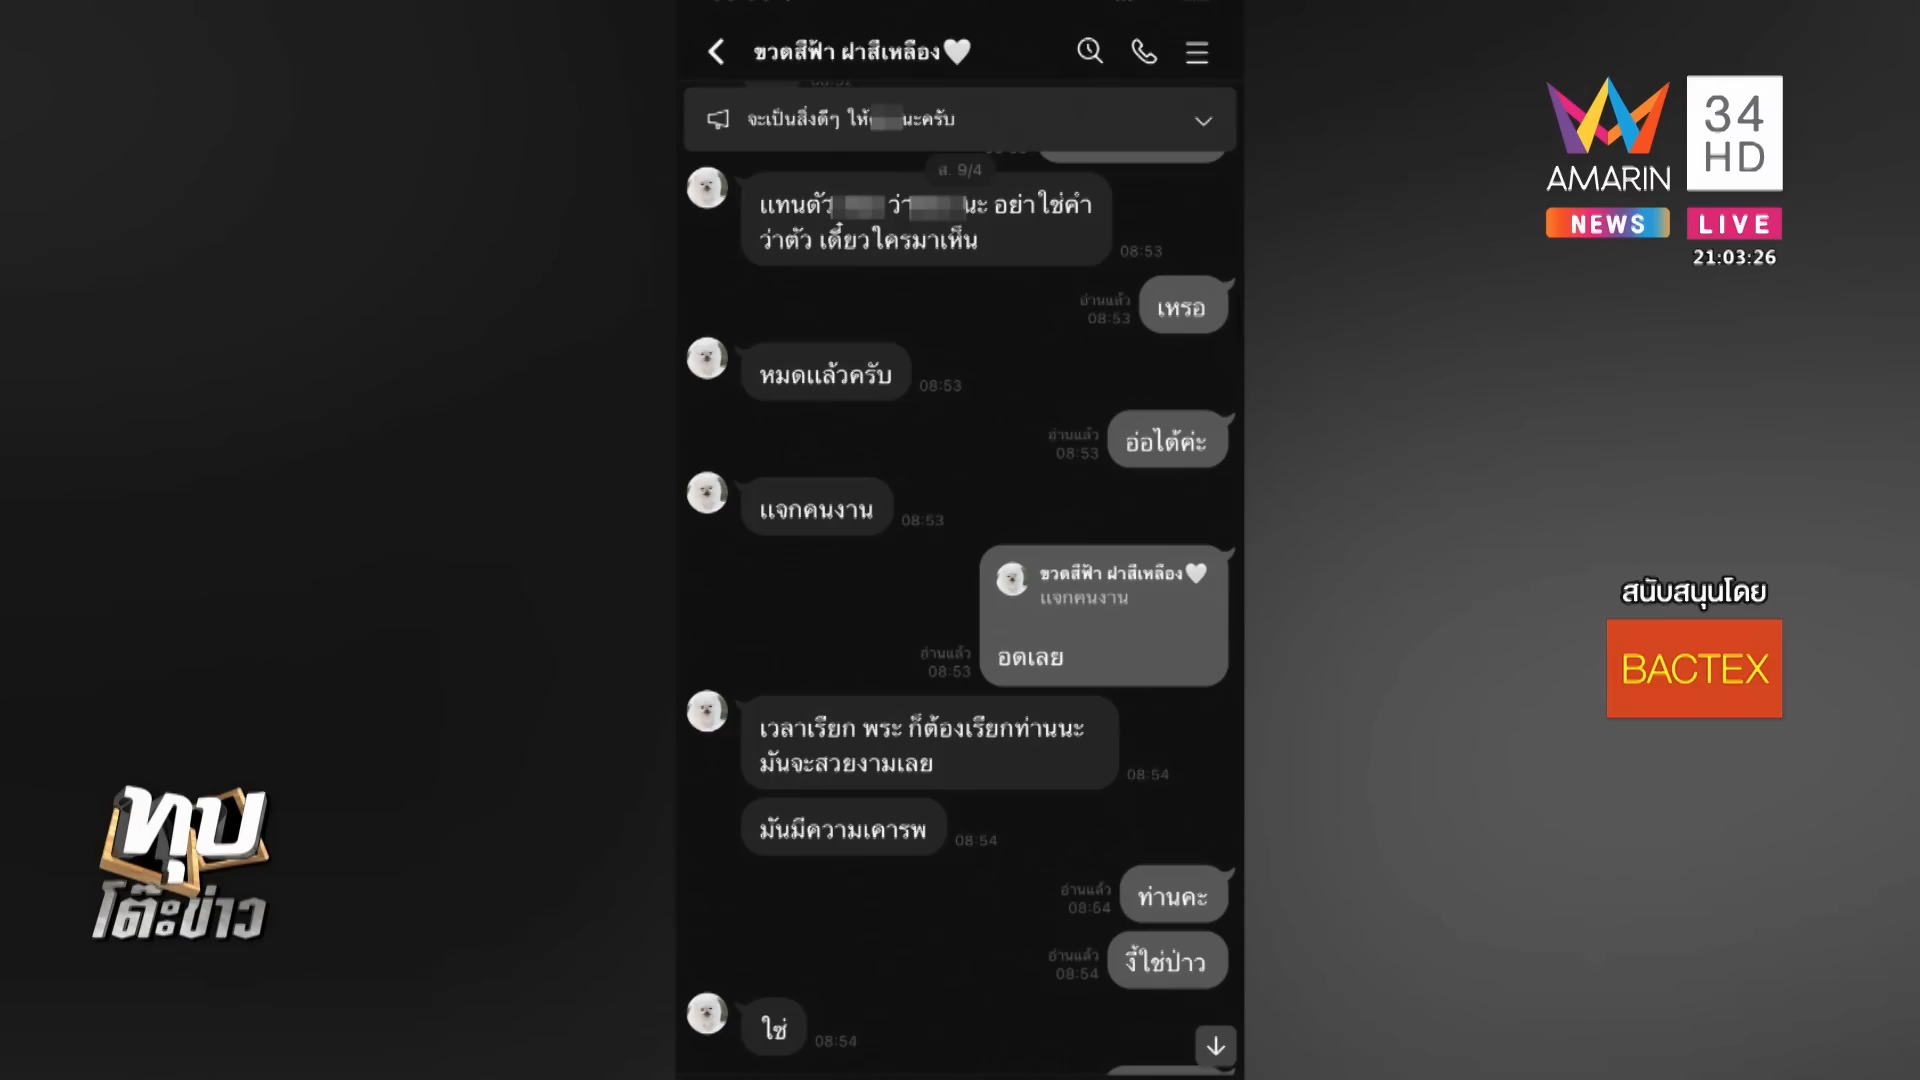 ขวดสีฟ้า ฝาสีเหลือง🤍
จะเป็นสิ่งดีๆ ให้ นะครับ
ส. 9/4
แทนตัว ว่า นะ อย่าใช่คำ
ว่าตัว เดี๋ยวใครมาเห็น
08:53
อ่านแล้ว
08:53
เหรอ
หมดแล้วครับ
08:53
อ่านแล้ว
08:53
อ่อได้ค่ะ
แจกคนงาน
08:53
ขวดสีฟ้า ฝาสีเหลือง🤍
แจกคนงาน
อดเลย
อ่านแล้ว
08:53
เวลาเรียก พระ ก็ต้องเรียกท่านนะ
มันจะสวยงามเลย
08:54
มันมีความเคารพ
08:54
อ่านแล้ว
08:54
ท่านคะ
อ่านแล้ว
08:54
งี้ใช่ป่าว
ใช่
08:54
AMARIN
NEWS
34
HD
LIVE
21:03:26
สนับสนุนโดย
BACTEX
ทุบ
โต๊ะข่าว